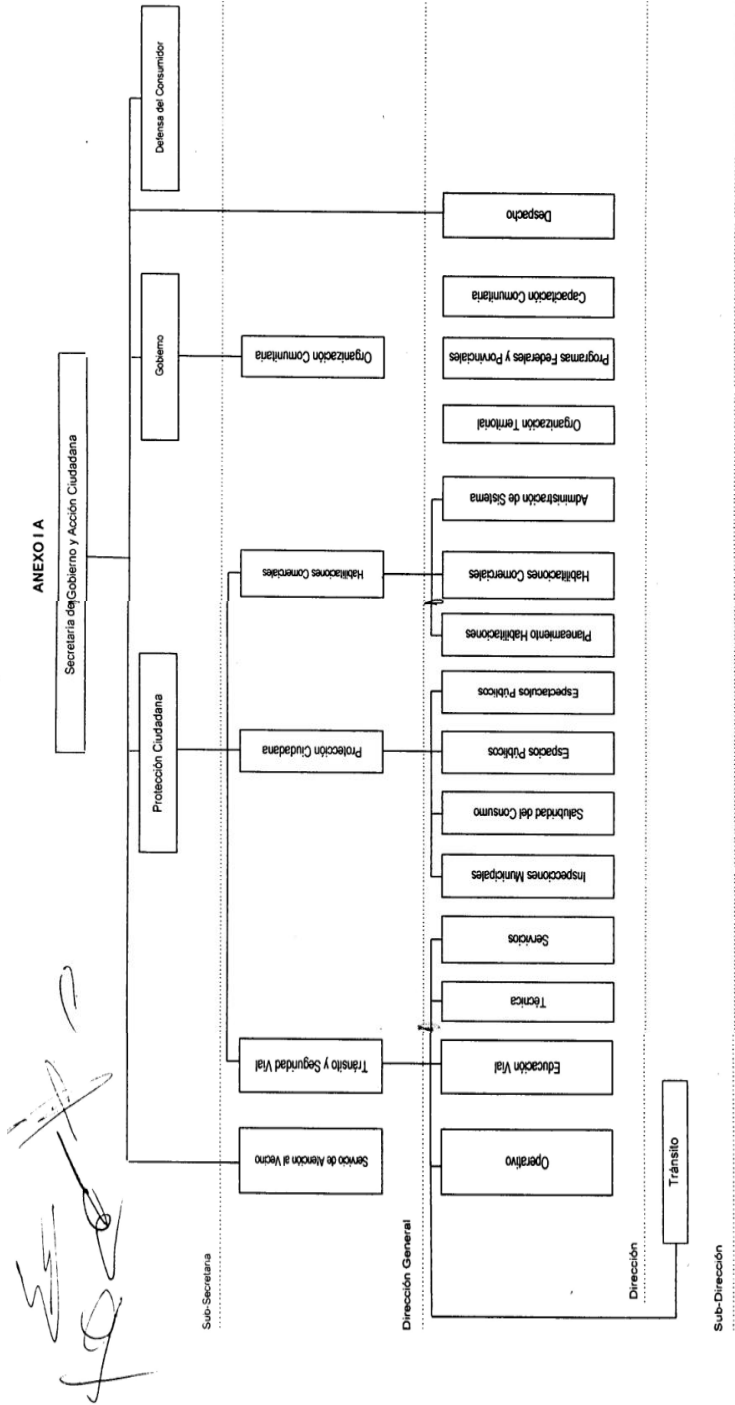 ANEXO I A
Secretaría de Gobierno y Acción Ciudadana
Protección Ciudadana
Gobierno
Defensa del Consumidor
Sub-Secretaria
Servicio de Atención al Vecino
Tránsito y Seguridad Vial
Protección Ciudadana
Habilitaciones Comerciales
Organización Comunitaria
Dirección General
Operativo
Educación Vial
Técnica
Servicios
Inspecciones Municipales
Salubridad del Consumo
Espacios Públicos
Espectaculos Públicos
Planeamiento Habilitaciones
Habilitaciones Comerciales
Administración de Sistema
Organización Territorial
Programas Federales y Porvinciales
Capacitación Comunitaria
Despacho
Dirección
Tránsito
Sub-Dirección